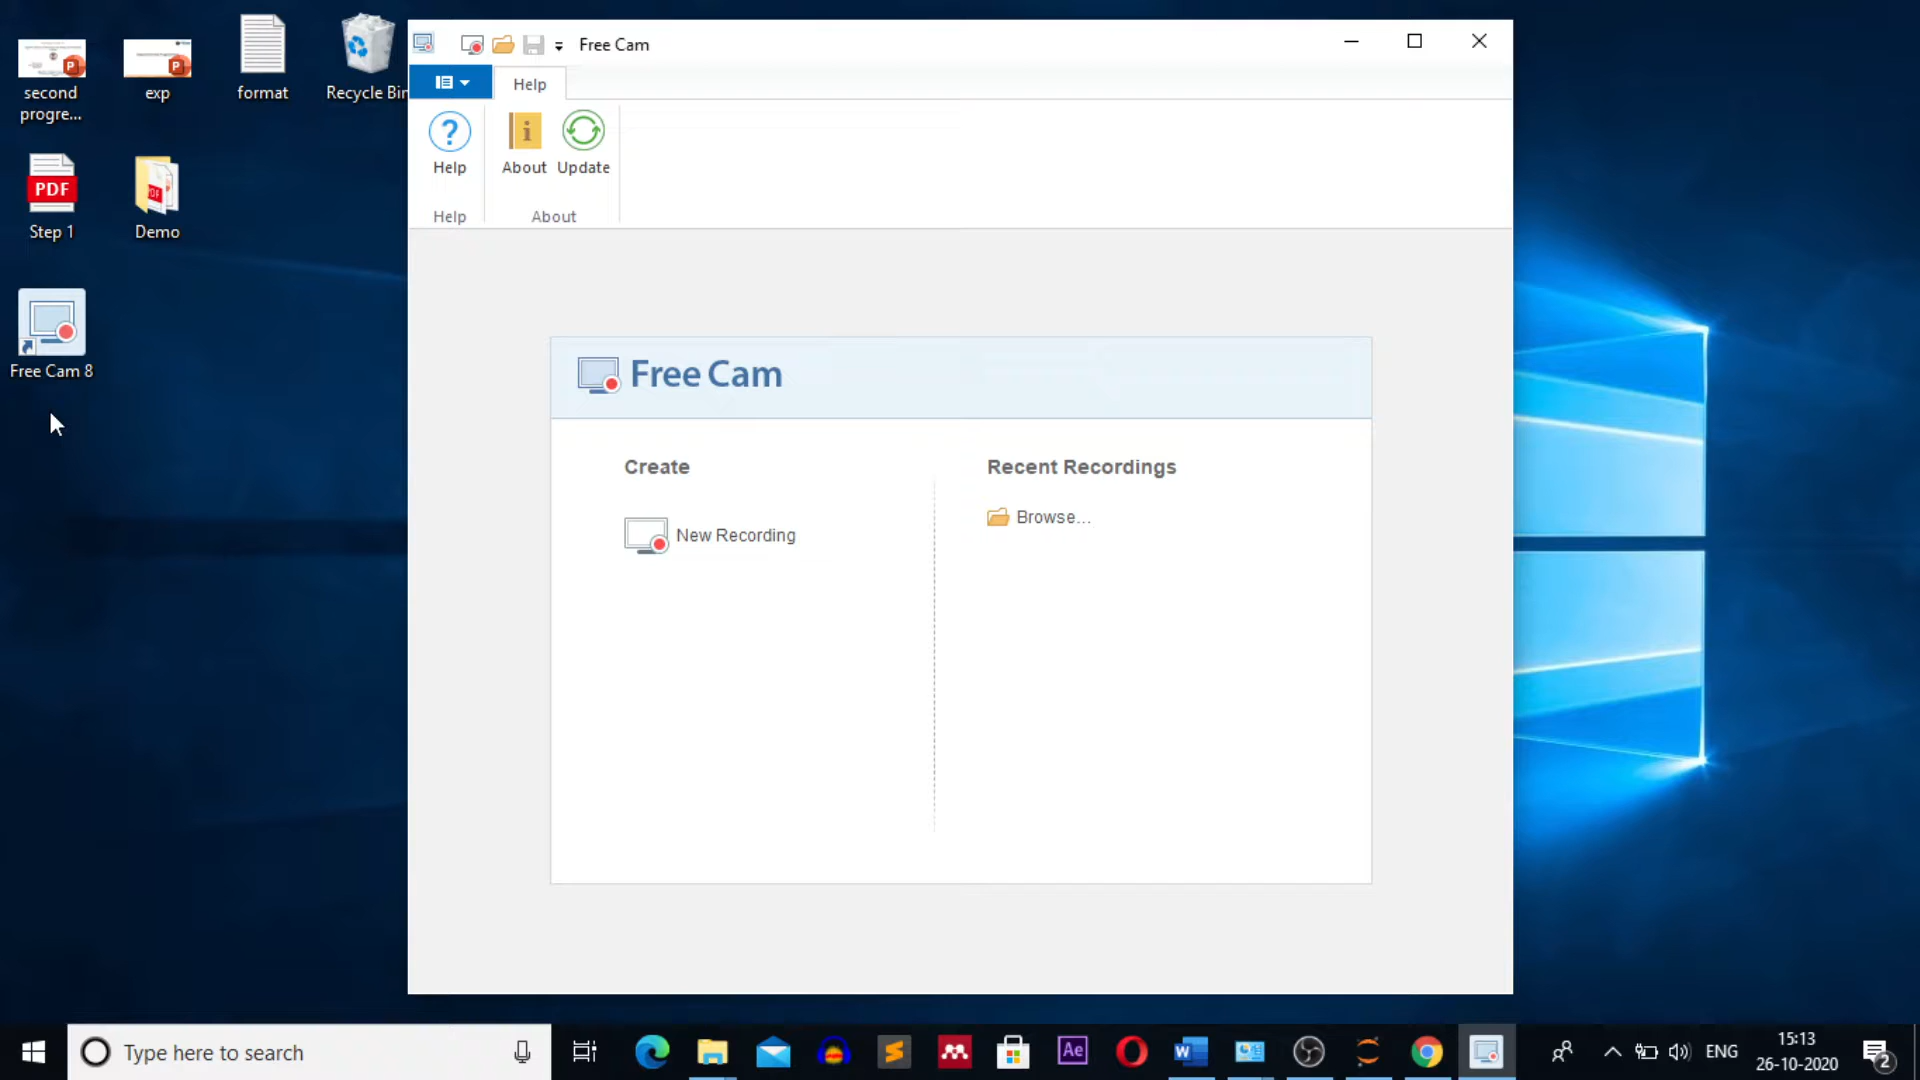 second
progre...
exp
format
Recycle Bin
PDF
Step 1
Demo
Free Cam 8
Free Cam
Help
?
Help
i
About
Update
Help
About
Free Cam
Create
New Recording
Recent Recordings
Browse...
Type here to search
Ae
ENG
15:13
26-10-2020
2